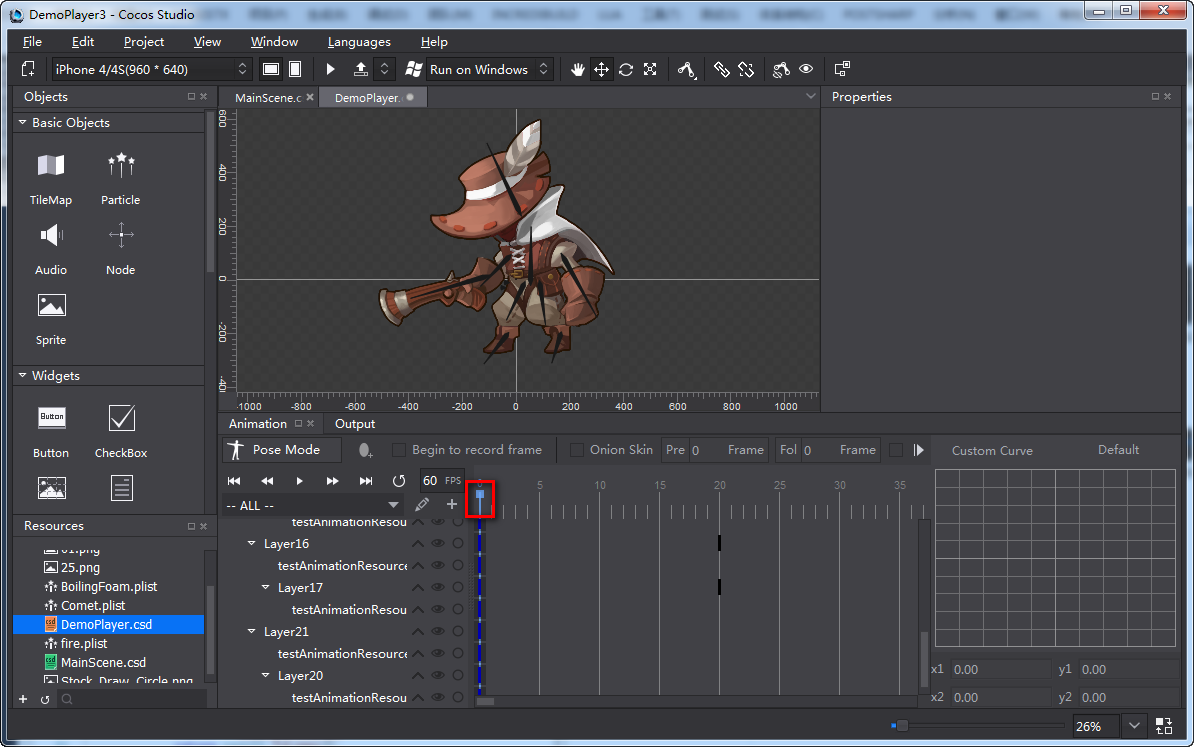 DemoPlayer3 - Cocos Studio
File Edit Project View Window Languages Help
iPhone 4/4S(960 * 640) Run on Windows
Objects
Basic Objects
TileMap Particle
Audio Node
Sprite
Widgets
Button
Button CheckBox
Resources
25.png
BoilingFoam.plist
Comet.plist
DemoPlayer.csd
fire.plist
MainScene.csd
Stock_Draw_Circle.png
MainScene.c DemoPlayer.
600
400
200
0
-200
-40
-1000 -800 -600 -400 -200 0 200 400 600 800 1000
Properties
Animation Output
Pose Mode Begin to record frame Onion Skin Pre 0 Frame Fol 0 Frame
60 FPS
-- ALL --
0 5 10 15 20 25 30 35
testAnimationResou
Layer16
testAnimationResource
Layer17
testAnimationResou
Layer21
testAnimationResource
Layer20
testAnimationResou
Custom Curve Default
x1 0.00 y1 0.00
x2 0.00 y2 0.00
26%